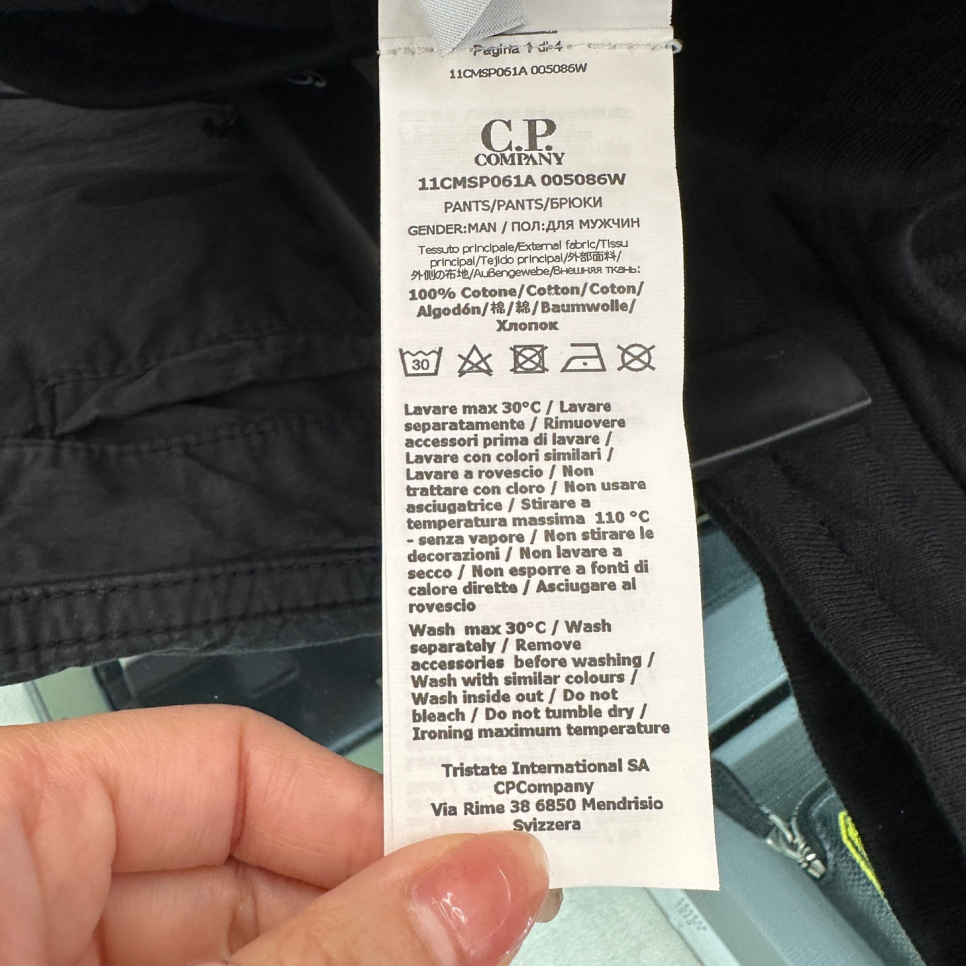 Pagina 1 di 4
11CMSP061A 005086W
C.P.
COMPANY
11CMSP061A 005086W
PANTS/PANTS/БРЮКИ
GENDER:MAN / ПОЛ:ДЛЯ МУЖЧИН
Tessuto principale/External fabric/Tissu
principal/Tejido principal/外部面料/
外側の布地/Außengewebe/Внешняя ткань:
100% Cotone/Cotton/Coton/
Algodón/棉/綿/Baumwolle/
Хлопок
30
Lavare max 30°C / Lavare
separatamente / Rimuovere
accessori prima di lavare /
Lavare con colori similari /
Lavare a rovescio / Non
trattare con cloro / Non usare
asciugatrice / Stirare a
temperatura massima 110 °C
- senza vapore / Non stirare le
decorazioni / Non lavare a
secco / Non esporre a fonti di
calore dirette / Asciugare al
rovescio
Wash max 30°C / Wash
separately / Remove
accessories before washing /
Wash with similar colours /
Wash inside out / Do not
bleach / Do not tumble dry /
Ironing maximum temperature
Tristate International SA
CPCompany
Via Rime 38 6850 Mendrisio
Svizzera